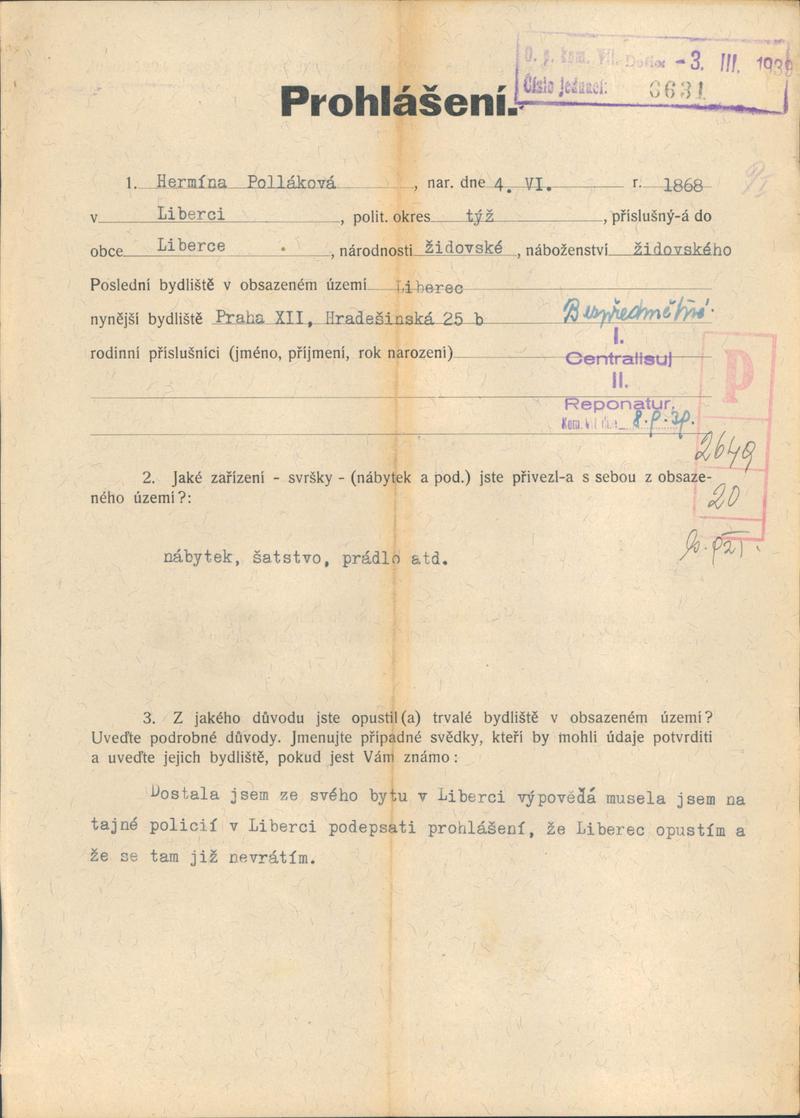 -3. III. 1939
Číslo jednací: 6631
Prohlášení.
1. Hermína Polláková, nar. dne 4. VI. r. 1868
v Liberci, polit. okres týž, příslušný-á do
obce Liberce, národnosti židovské, náboženství židovského
Poslední bydliště v obsazeném území Liberec
nynější bydliště Praha XII, Hradešínská 25 b
Bezpředmětné.
rodinní příslušníci (jméno, příjmení, rok narození)
I.
Centralisuj
II.
Reponatur.
P
2649
20
2. Jaké zařízení - svršky - (nábytek a pod.) jste přivezl-a s sebou z obsaze-
ného území?:
nábytek, šatstvo, prádlo atd.
3. Z jakého důvodu jste opustil(a) trvalé bydliště v obsazeném území?
Uveďte podrobné důvody. Jmenujte případné svědky, kteří by mohli údaje potvrditi
a uveďte jejich bydliště, pokud jest Vám známo:
Dostala jsem ze svého bytu v Liberci výpověďá musela jsem na
tajné policií v Liberci podepsati prohlášení, že Liberec opustím a
že se tam již nevrátím.